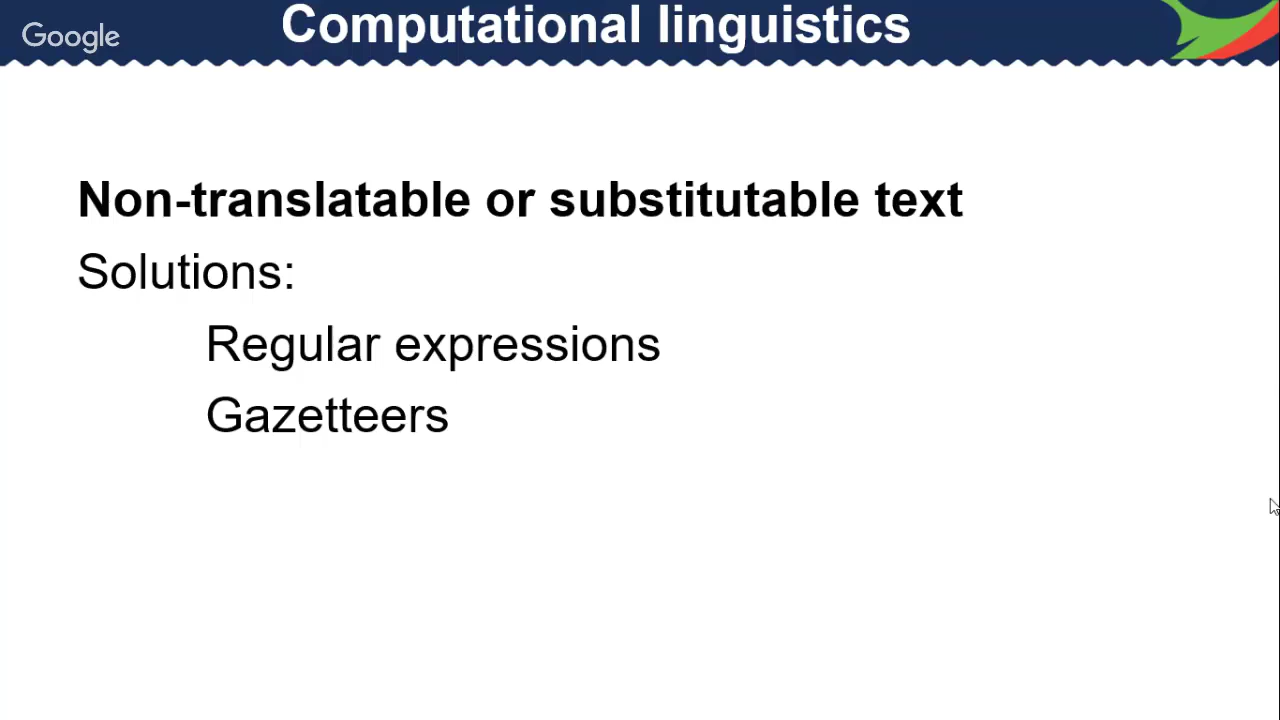 Google
Computational linguistics
Non-translatable or substitutable text
Solutions:
Regular expressions
Gazetteers